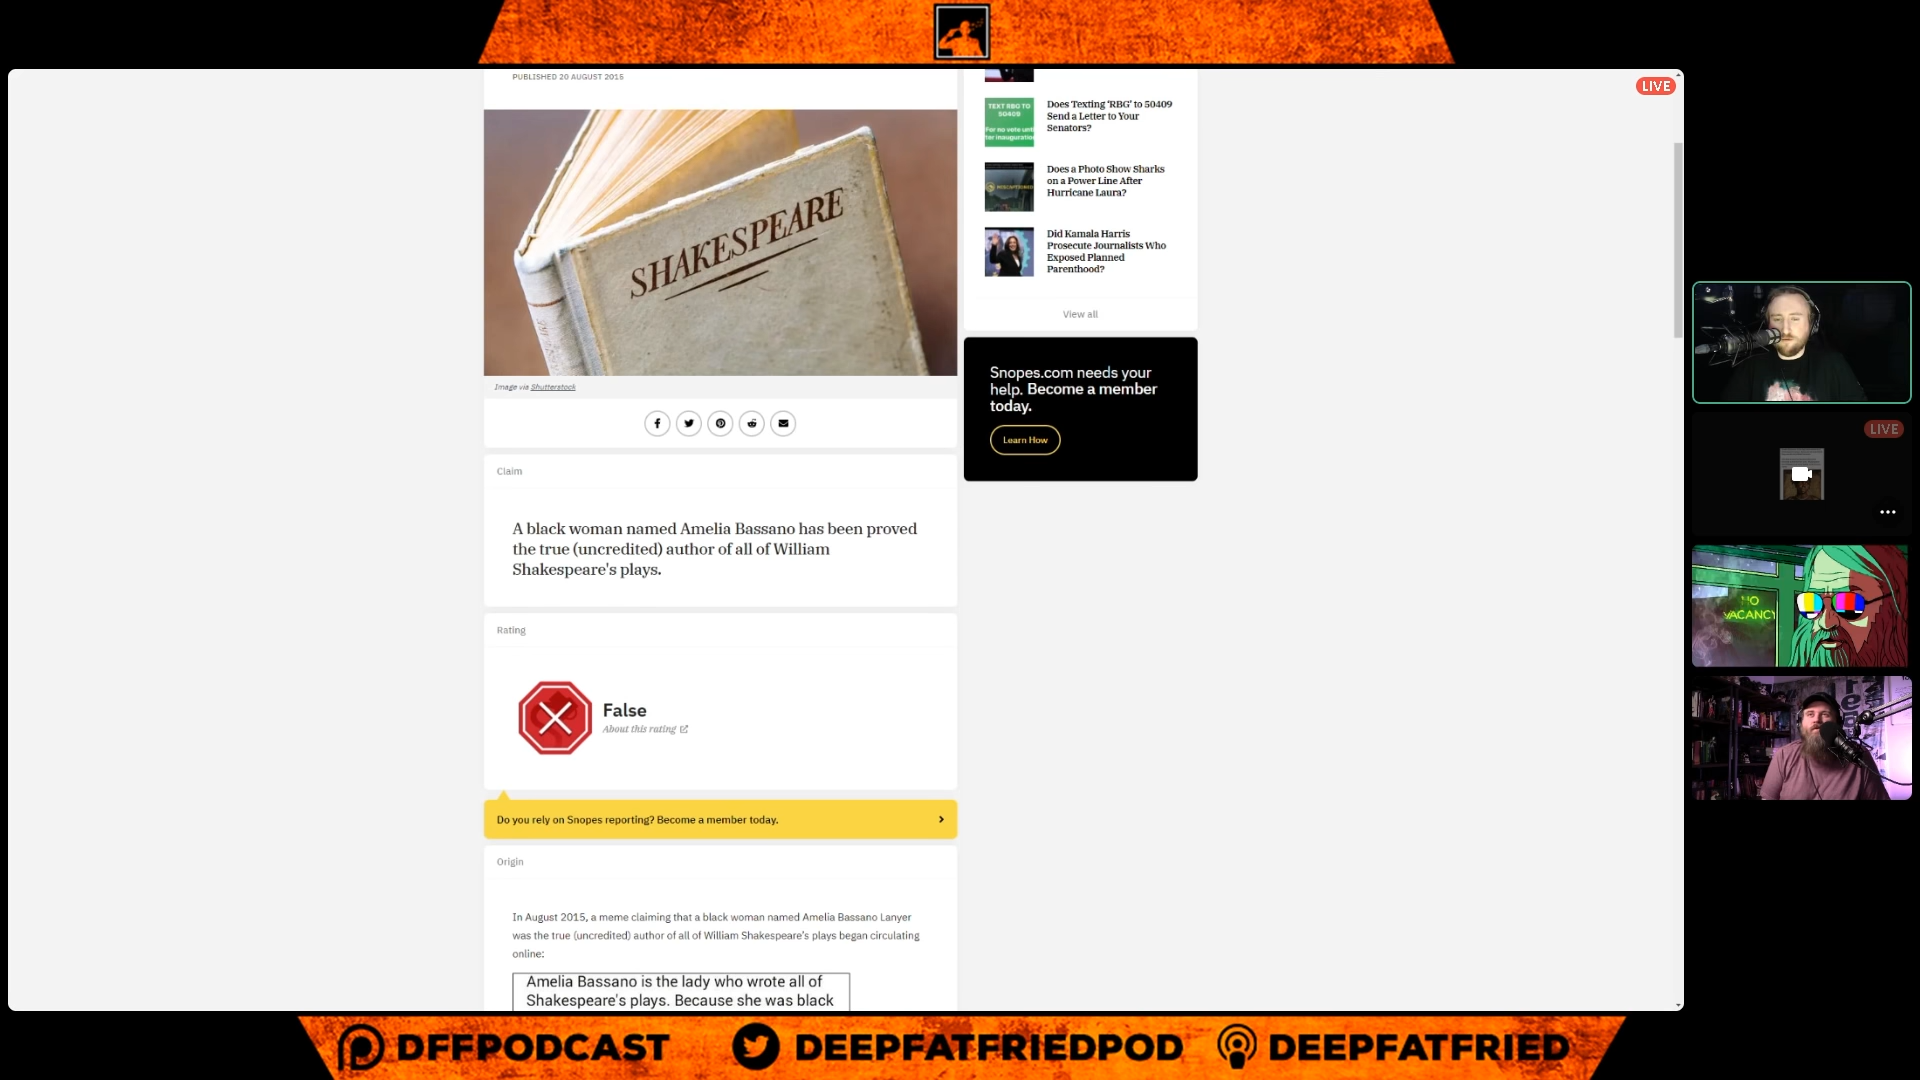 PUBLISHED 20 AUGUST 2015
SHAKESPEARE
Image via Shutterstock
Claim
A black woman named Amelia Bassano has been proved
the true (uncredited) author of all of William
Shakespeare's plays.
Rating
False
About this rating
Do you rely on Snopes reporting? Become a member today.
Origin
In August 2015, a meme claiming that a black woman named Amelia Bassano Lanyer
was the true (uncredited) author of all of William Shakespeare's plays began circulating
online:
Amelia Bassano is the lady who wrote all of
Shakespeare's plays. Because she was black
TEXT RBG TO
50409
Does Texting 'RBG' to 50409
Send a Letter to Your
Senators?
Does a Photo Show Sharks
on a Power Line After
Hurricane Laura?
Did Kamala Harris
Prosecute Journalists Who
Exposed Planned
Parenthood?
View all
Snopes.com needs your
help. Become a member
today.
Learn How
LIVE
LIVE
NO
VACANCY
DFFPODCAST
DEEPFATFRIEDPOD
DEEPFATFRIED